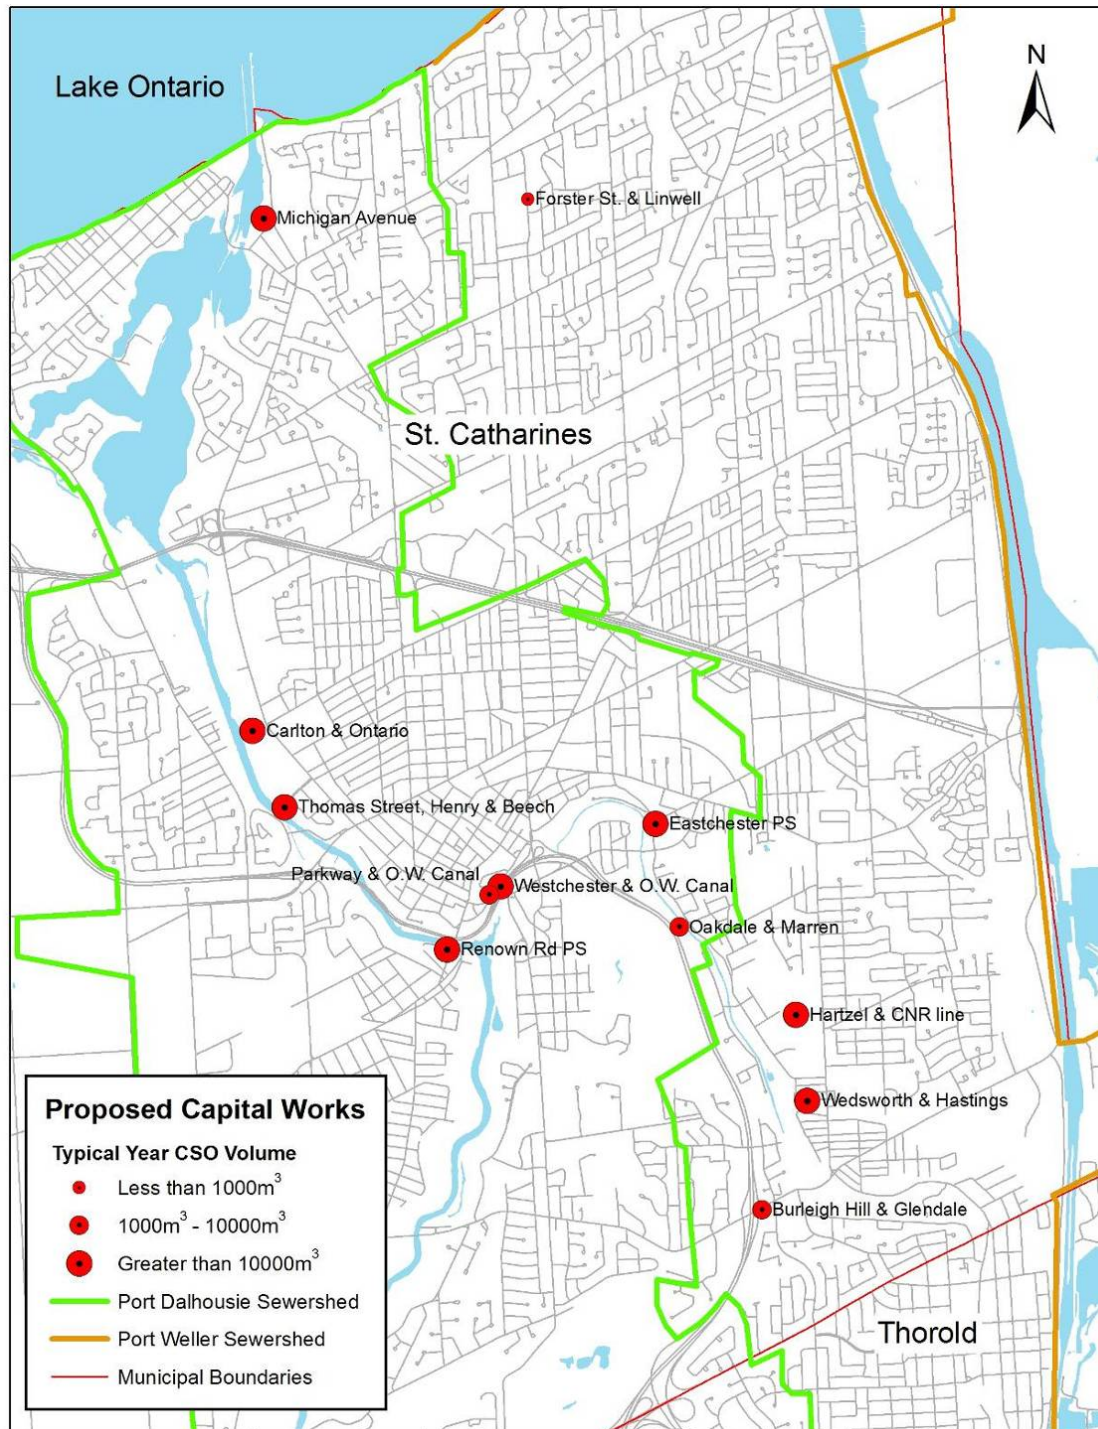 Lake Ontario
N
Forster St. & Linwell
Michigan Avenue
St. Catharines
Carlton & Ontario
Thomas Street, Henry & Beech
Eastchester PS
Parkway & O.W. Canal
Westchester & O.W. Canal
Oakdale & Marren
Renown Rd PS
Hartzel & CNR line
Wedsworth & Hastings
Burleigh Hill & Glendale
Thorold
Proposed Capital Works
Typical Year CSO Volume
Less than 1000m³
1000m³ - 10000m³
Greater than 10000m³
Port Dalhousie Sewershed
Port Weller Sewershed
Municipal Boundaries